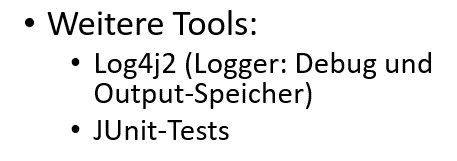 • Weitere Tools:
• Log4j2 (Logger: Debug und
Output-Speicher)
• JUnit-Tests